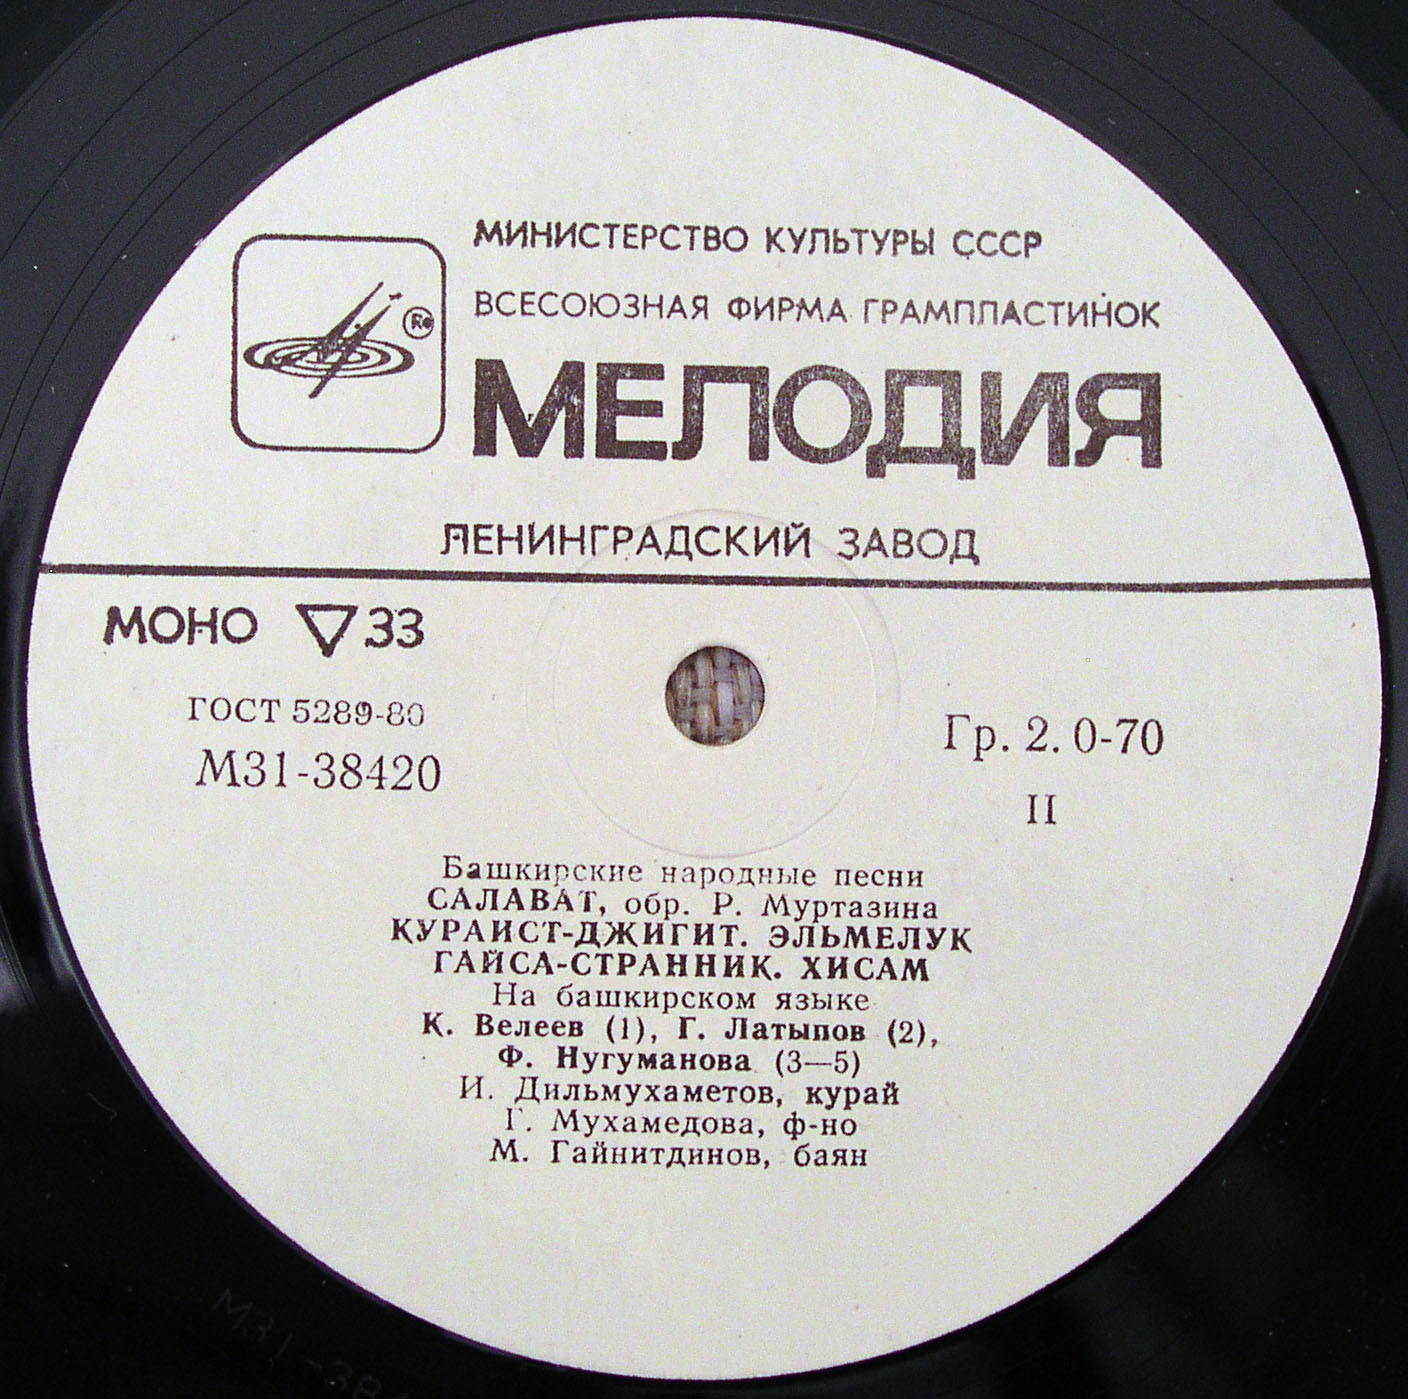 МИНИСТЕРСТВО КУЛЬТУРЫ СССР
ВСЕСОЮЗНАЯ ФИРМА ГРАМПЛАСТИНОК
МЕЛОДИЯ
ЛЕНИНГРАДСКИЙ ЗАВОД
МОНО ▽33
ГОСТ 5289-80
М31-38420
Гр. 2. 0-70
II
Башкирские народные песни
САЛАВАТ, обр. Р. Муртазина
КУРАИСТ-ДЖИГИТ. ЭЛЬМЕЛУК
ГАЙСА-СТРАННИК. ХИСАМ
На башкирском языке
К. Велеев (1), Г. Латыпов (2),
Ф. Нугуманова (3—5)
И. Дильмухаметов, курай
Г. Мухамедова, ф-но
М. Гайнитдинов, баян